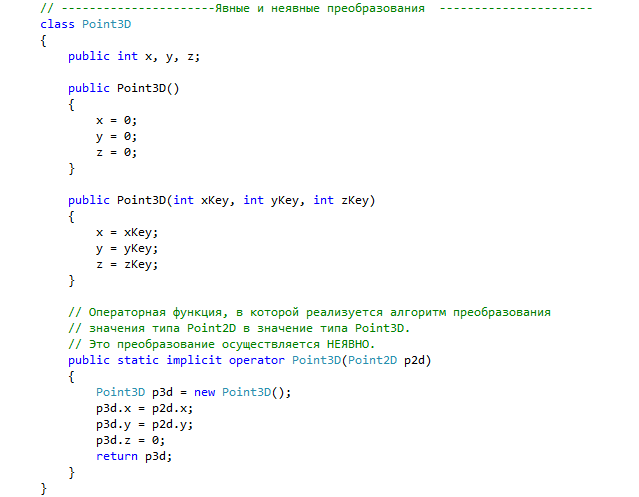 // ----------------------Явные и неявные преобразования  ----------------------
class Point3D
{
    public int x, y, z;

    public Point3D()
    {
        x = 0;
        y = 0;
        z = 0;
    }

    public Point3D(int xKey, int yKey, int zKey)
    {
        x = xKey;
        y = yKey;
        z = zKey;
    }

    // Операторная функция, в которой реализуется алгоритм преобразования
    // значения типа Point2D в значение типа Point3D.
    // Это преобразование осуществляется НЕЯВНО.
    public static implicit operator Point3D(Point2D p2d)
    {
        Point3D p3d = new Point3D();
        p3d.x = p2d.x;
        p3d.y = p2d.y;
        p3d.z = 0;
        return p3d;
    }
}